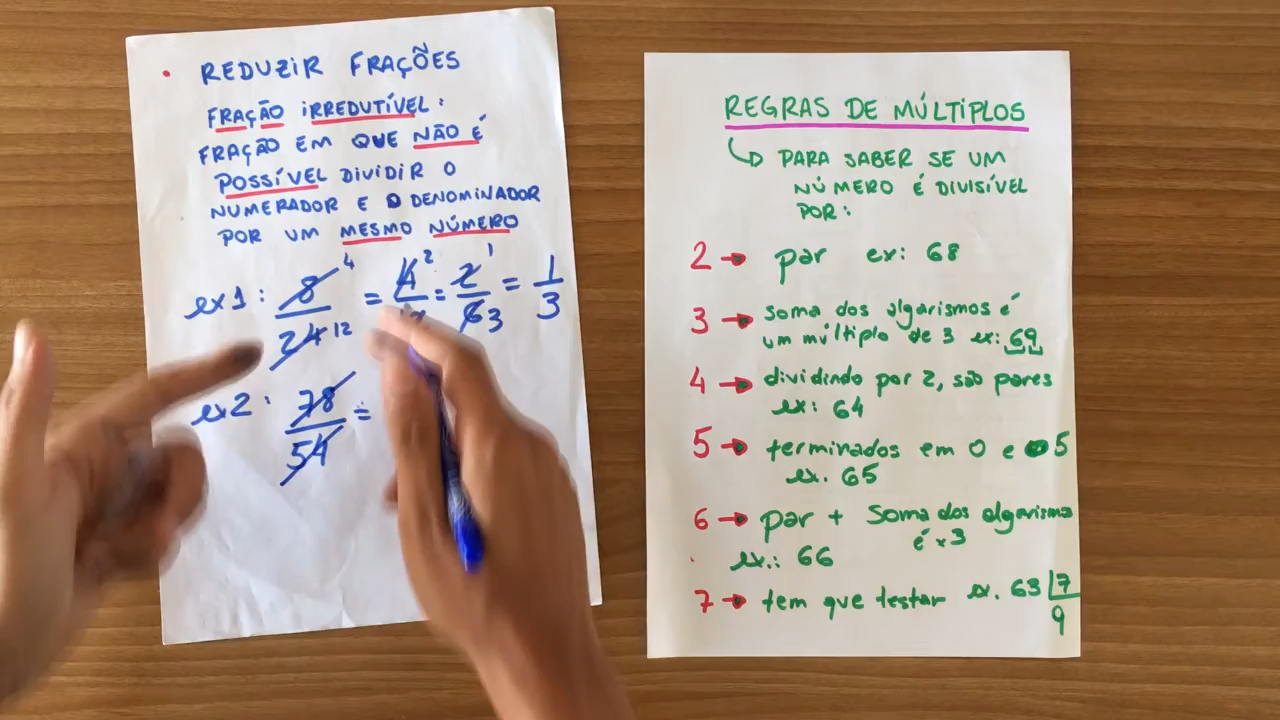 • REDUZIR FRAÇÕES
FRAÇÃO IRREDUTÍVEL:
FRAÇÃO EM QUE NÃO É
POSSÍVEL DIVIDIR O
NUMERADOR E O DENOMINADOR
POR UM MESMO NÚMERO
ex1: 8/24 4 12 = 4 2 = 2/6 1 3 = 1/3
ex2: 78/54 =
REGRAS DE MÚLTIPLOS
↳ PARA SABER SE UM
NÚMERO É DIVISÍVEL
POR:
2 → par ex: 68
3 → soma dos algarismos é
um múltiplo de 3 ex: 69
4 → dividindo por 2, são pares
ex: 64
5 → terminados em 0 e 5
ex. 65
6 → par + Soma dos algarismo
é x3
ex.: 66
7 → tem que testar ex. 63 7
9